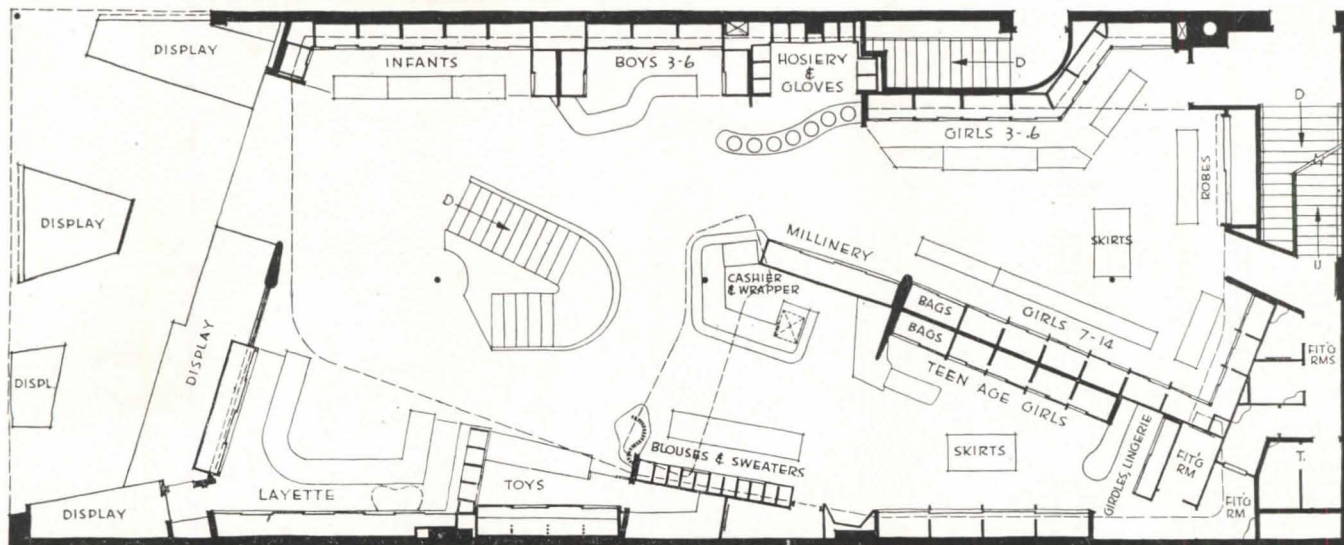 DISPLAY
INFANTS
BOYS 3-6
HOSIERY
&
GLOVES
D
GIRLS 3-.6
D
ROBES
U
DISPLAY
D
MILLINERY
SKIRTS
CASHIER
& WRAPPER
BAGS
BAGS
GIRLS 7-14
TEEN AGE GIRLS
FIT'G
RMS
DISPLAY
DISPL.
BLOUSES & SWEATERS
SKIRTS
GIRDLES, LINGERIE
FIT'G
RM
T.
LAYETTE
TOYS
FIT'G
RM
DISPLAY